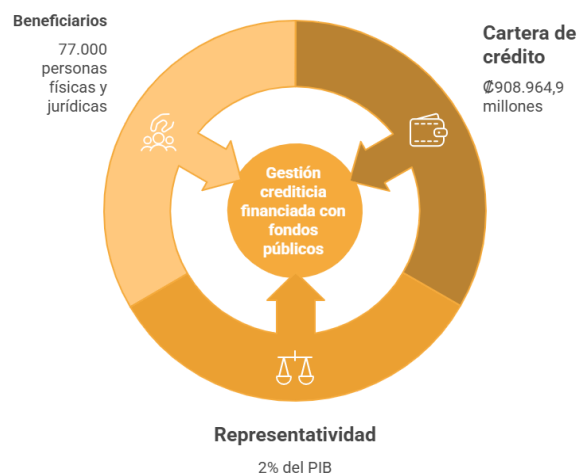 Beneficiarios
77.000
personas
físicas y
jurídicas
Cartera de
crédito
₡908.964,9
millones
Gestión
crediticia
financiada con
fondos
públicos
Representatividad
2% del PIB